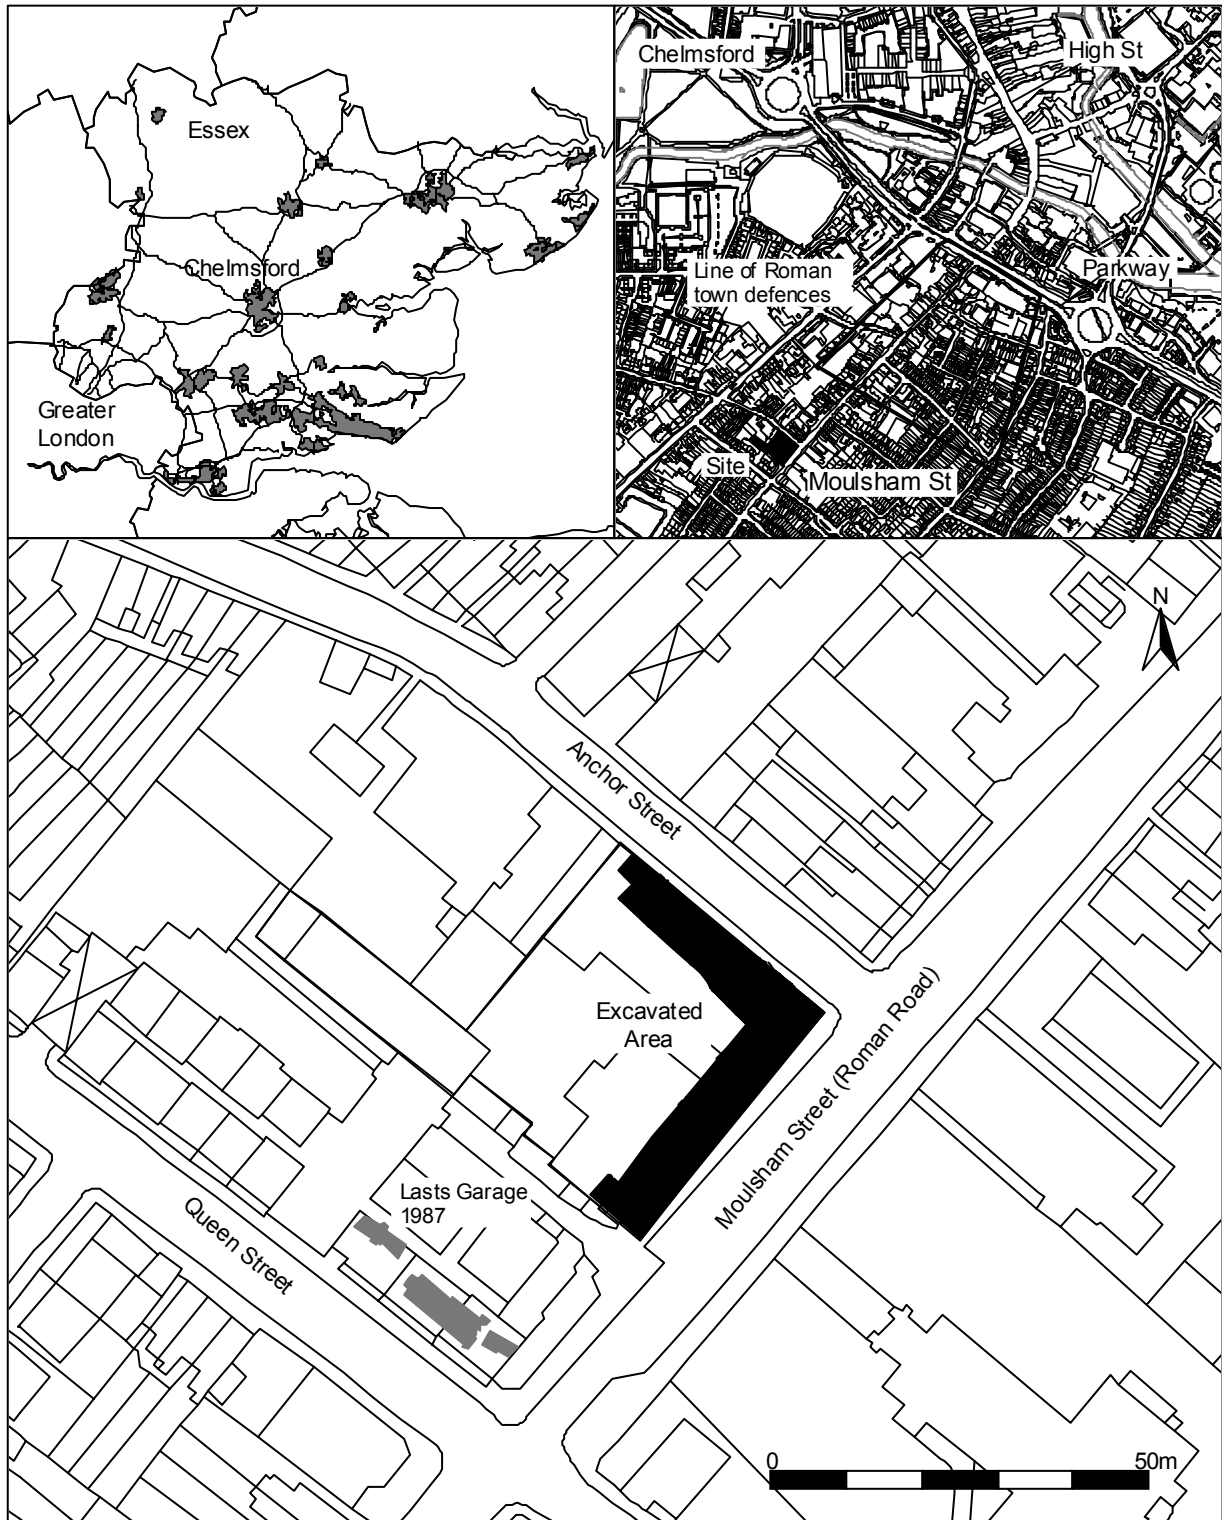 Essex
Chelmsford
Greater
London
Chelmsford
High St
Line of Roman
town defences
Parkway
Site
Moulsham St
N
Anchor Street
Excavated
Area
Moulsham Street (Roman Road)
Lasts Garage
1987
Queen Street
0
50m